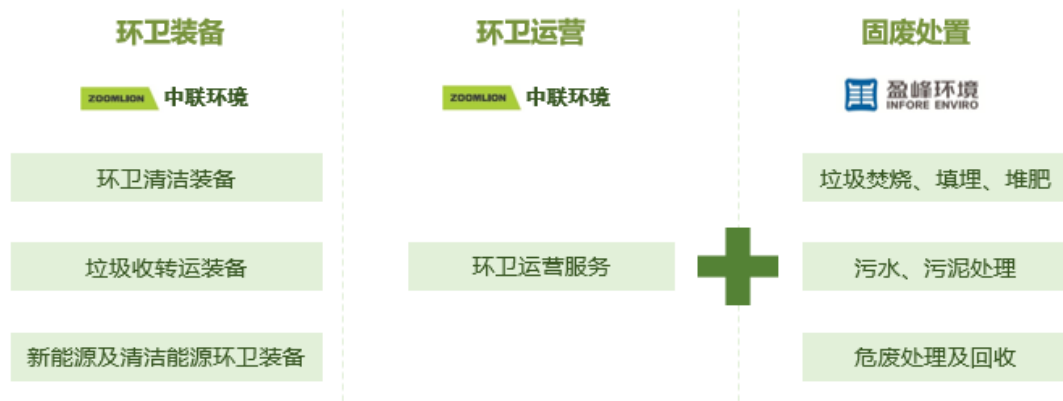 环卫装备
环卫运营
固废处置
ZOOMLION 中联环境
ZOOMLION 中联环境
盈峰环境
INFORE ENVIRO
环卫清洁装备
垃圾焚烧、填埋、堆肥
垃圾收转运装备
环卫运营服务
污水、污泥处理
新能源及清洁能源环卫装备
危废处理及回收